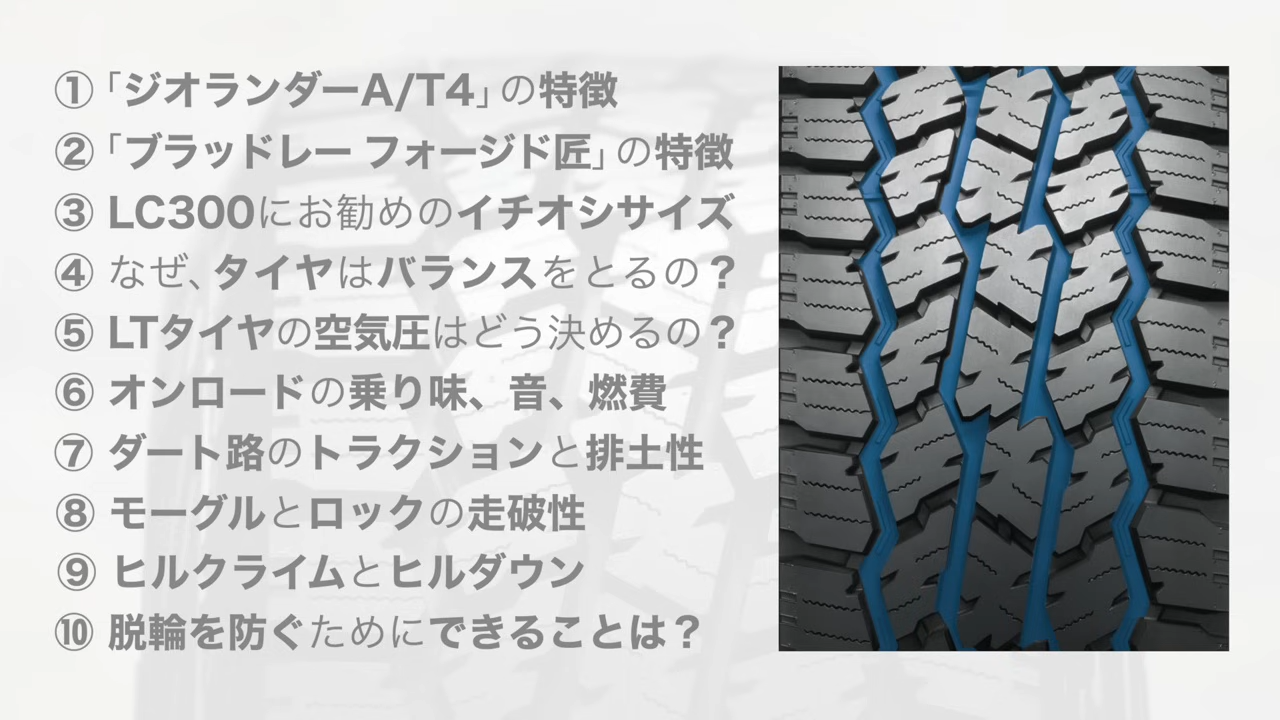 ①「ジオランダーA/T4」の特徴
②「ブラッドレー フォージド匠」の特徴
③ LC300にお勧めのイチオシサイズ
④ なぜ、タイヤはバランスをとるの？
⑤ LTタイヤの空気圧はどう決めるの？
⑥ オンロードの乗り味、音、燃費
⑦ ダート路のトラクションと排土性
⑧ モーグルとロックの走破性
⑨ ヒルクライムとヒルダウン
⑩ 脱輪を防ぐためにできることは？